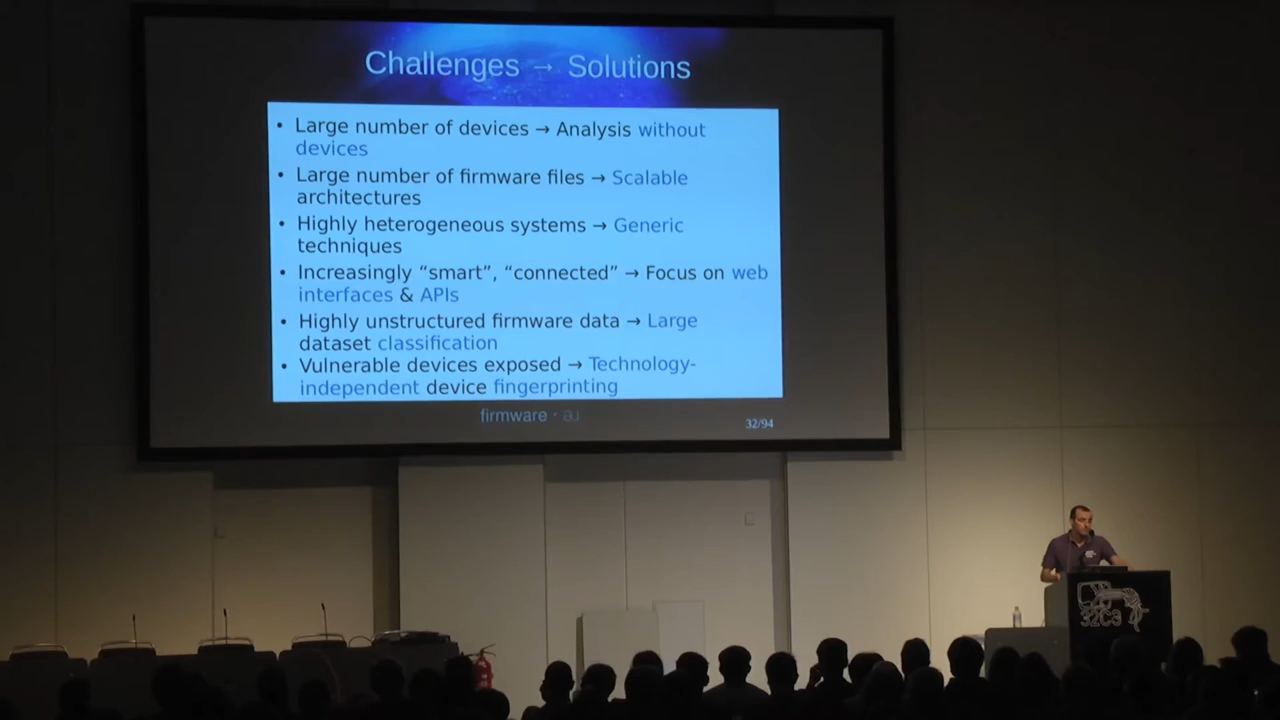 Challenges → Solutions
• Large number of devices → Analysis without
devices
• Large number of firmware files → Scalable
architectures
• Highly heterogeneous systems → Generic
techniques
• Increasingly “smart”, “connected” → Focus on web
interfaces & APIs
• Highly unstructured firmware data → Large
dataset classification
• Vulnerable devices exposed → Technology-
independent device fingerprinting
firmware ·
32/94
32C3